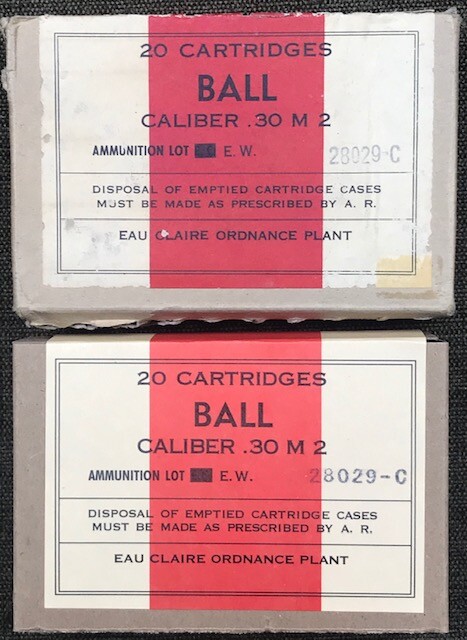 20 CARTRIDGES
BALL
CALIBER .30 M 2
AMMUNITION LOT E. W. 28029-C
DISPOSAL OF EMPTIED CARTRIDGE CASES
MUST BE MADE AS PRESCRIBED BY A. R.
EAU CLAIRE ORDNANCE PLANT
20 CARTRIDGES
BALL
CALIBER .30 M 2
AMMUNITION LOT E. W. 28029-C
DISPOSAL OF EMPTIED CARTRIDGE CASES
MUST BE MADE AS PRESCRIBED BY A. R.
EAU CLAIRE ORDNANCE PLANT